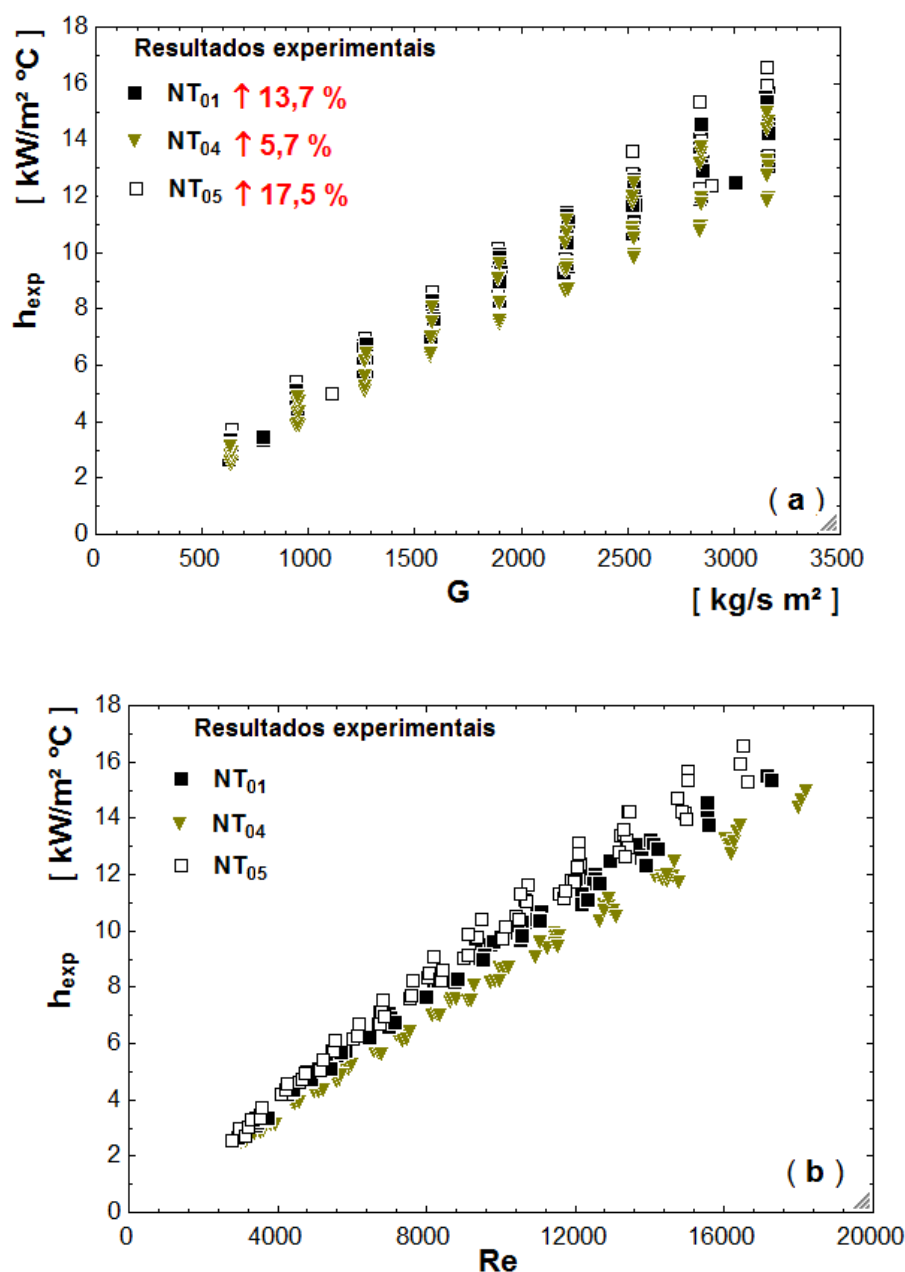 18
16
14
12
10
8
6
4
2
0
h_exp [ kW/m² °C ]
Resultados experimentais
NT01 ↑ 13,7 %
NT04 ↑ 5,7 %
NT05 ↑ 17,5 %
( a )
0 500 1000 1500 2000 2500 3000 3500
G [ kg/s m² ]
18
16
14
12
10
8
6
4
2
0
h_exp [ kW/m² °C ]
Resultados experimentais
NT01
NT04
NT05
( b )
0 4000 8000 12000 16000 20000
Re